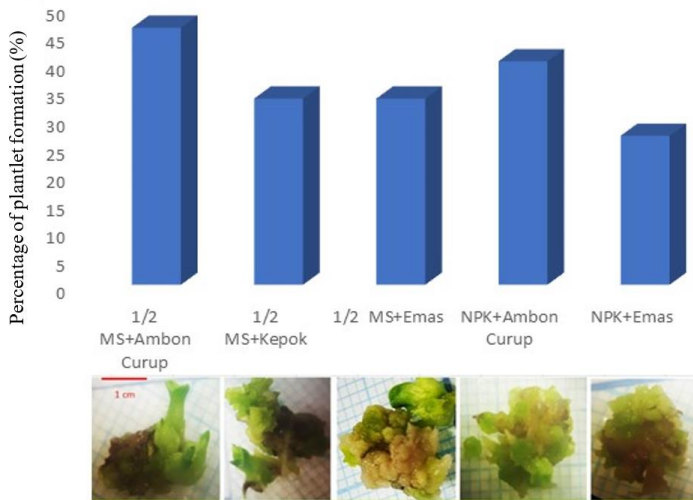 Percentage of plantlet formation (%)
50
45
40
35
30
25
20
15
10
5
0
1/2
MS+Ambon
Curup
1/2
MS+Kepok
1/2 MS+Emas
NPK+Ambon
Curup
NPK+Emas
1 cm